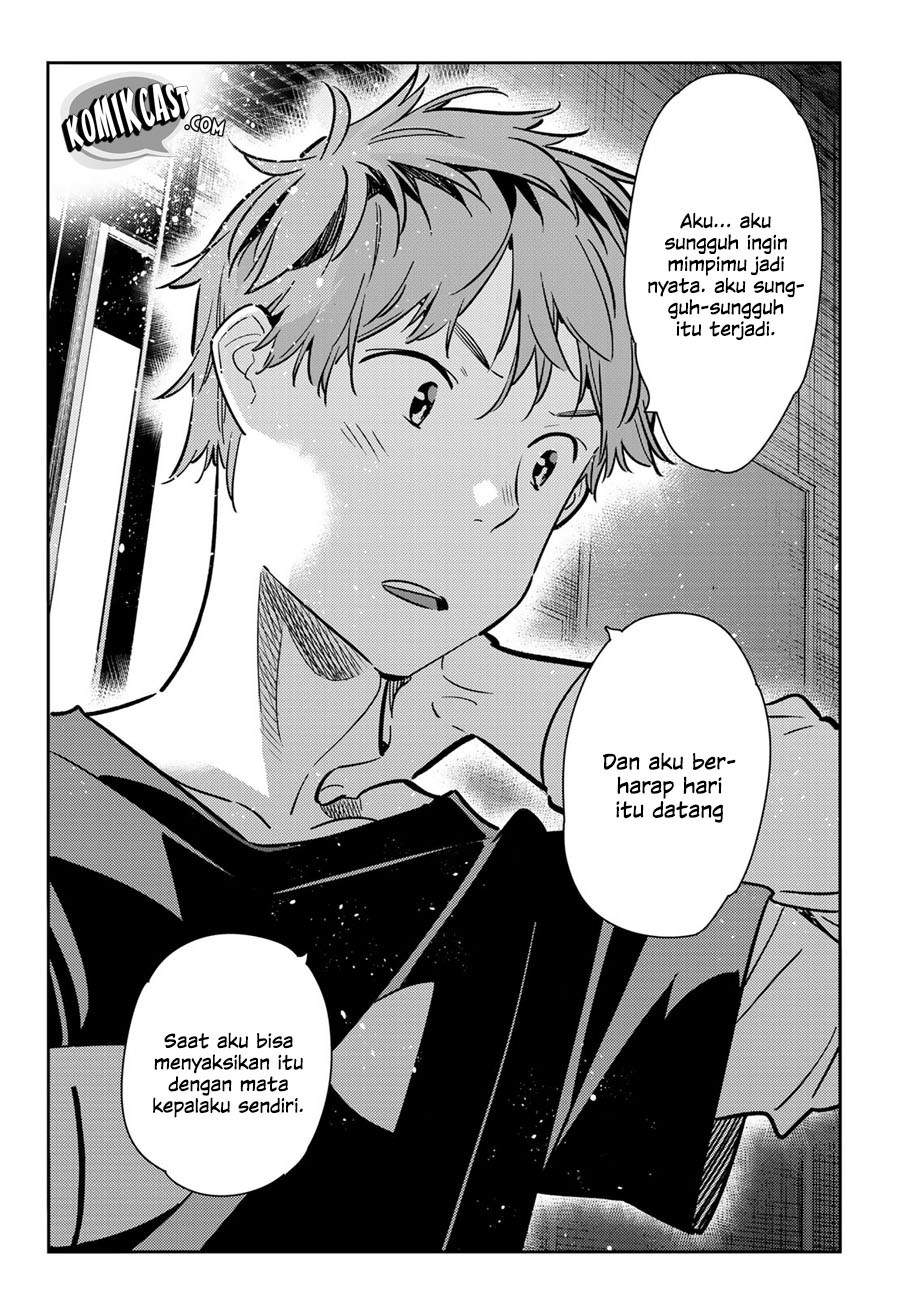 KOMIKCAST
.COM
Aku... aku
sungguh ingin
mimpimu jadi
nyata. aku sung-
guh-sungguh
itu terjadi.
Dan aku ber-
harap hari
itu datang
Saat aku bisa
menyaksikan itu
dengan mata
kepalaku sendiri.